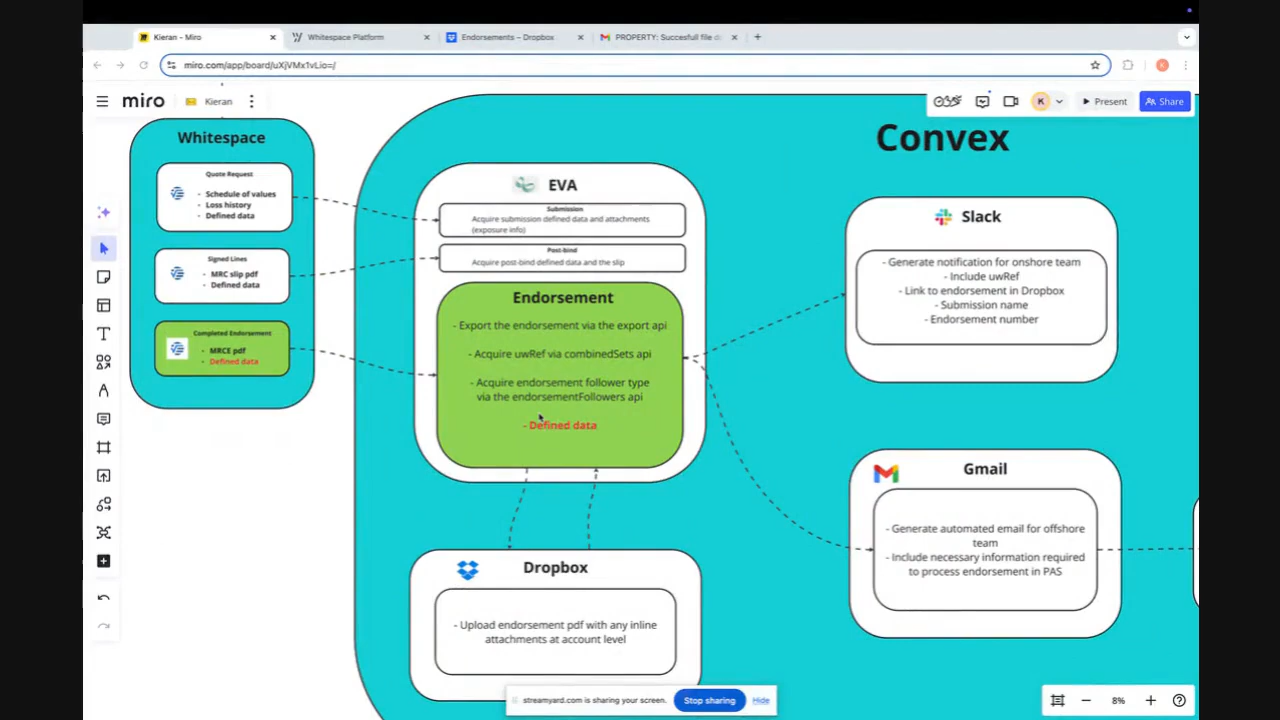 Kieran – Miro
Whitespace Platform
Endorsements – Dropbox
PROPERTY: Succesfull file d
miro.com/app/board/uXjVMx1vLio=/
miro
Kieran
K
Present
Share
Whitespace
Quote Request
- Schedule of values
- Loss history
- Defined data
Signed Lines
- MRC slip pdf
- Defined data
Completed Endorsement
- MRCE pdf
- Defined data
Convex
EVA
Submission
Acquire submission defined data and attachments
(exposure info)
Post-bind
Acquire post-bind defined data and the slip
Endorsement
- Export the endorsement via the export api
- Acquire uwRef via combinedSets api
- Acquire endorsement follower type
via the endorsementFollowers api
- Defined data
Slack
- Generate notification for onshore team
- Include uwRef
- Link to endorsement in Dropbox
- Submission name
- Endorsement number
Gmail
- Generate automated email for offshore
team
- Include necessary information required
to process endorsement in PAS
Dropbox
- Upload endorsement pdf with any inline
attachments at account level
streamyard.com is sharing your screen.
Stop sharing
Hide
8%